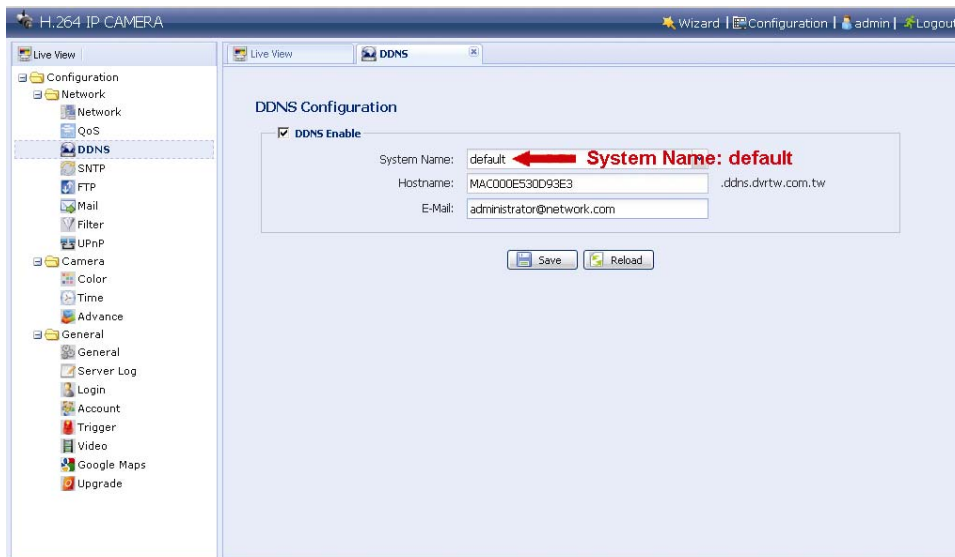 H.264 IP CAMERA
Wizard | Configuration | admin | Logout
Live View
Live View
DDNS
Configuration
Network
Network
QoS
DDNS
SNTP
FTP
Mail
Filter
UPnP
Camera
Color
Time
Advance
General
General
Server Log
Login
Account
Trigger
Video
Google Maps
Upgrade
DDNS Configuration
DDNS Enable
System Name: default System Name: default
Hostname: MAC000E530D93E3 .ddns.dvrtw.com.tw
E-Mail: administrator@network.com
Save Reload